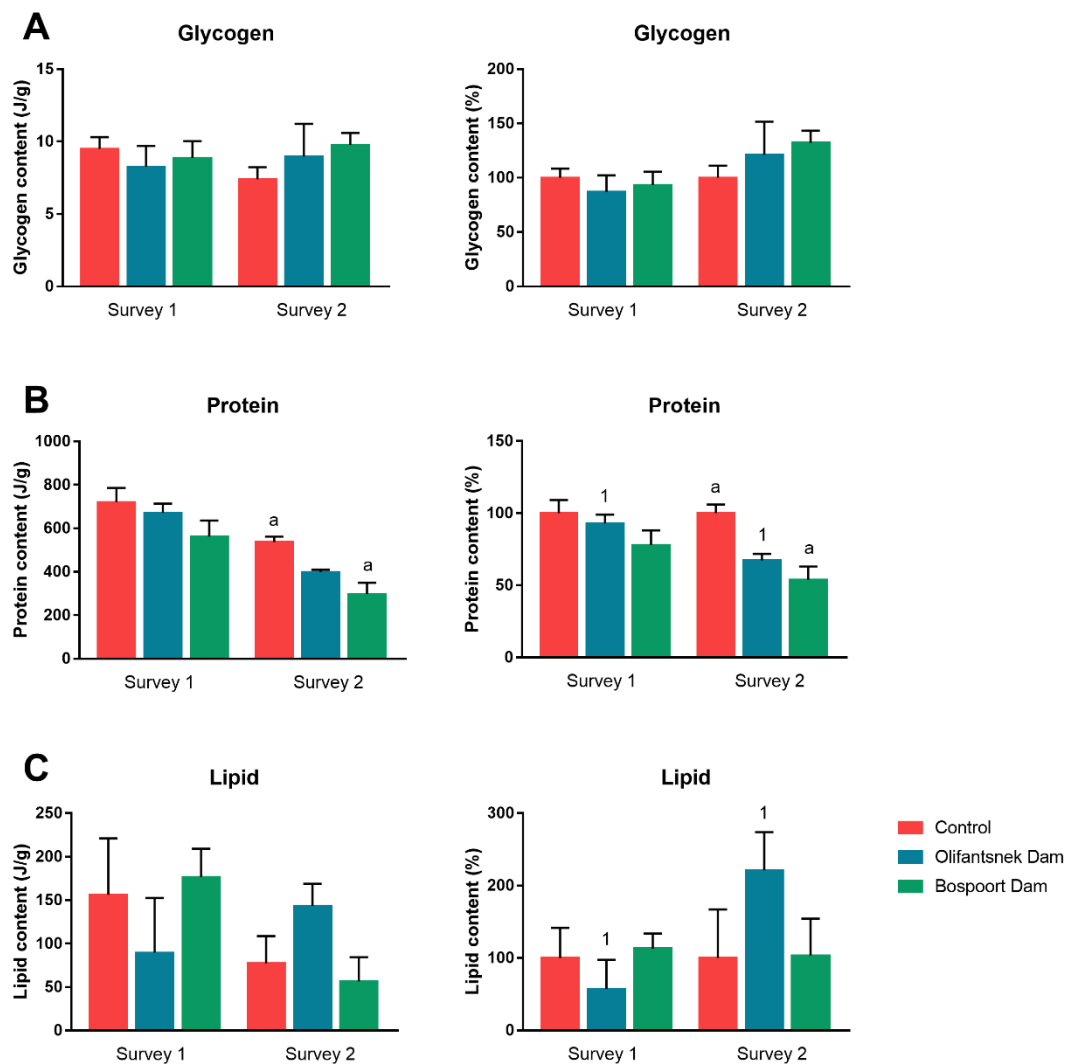 A
Glycogen
Glycogen content (J/g)
15
10
5
0
Survey 1
Survey 2
Glycogen
Glycogen content (%)
200
150
100
50
0
Survey 1
Survey 2
B
Protein
Protein content (J/g)
1000
800
600
400
200
0
a
a
Survey 1
Survey 2
Protein
Protein content (%)
150
100
50
0
1
a
1
a
Survey 1
Survey 2
C
Lipid
Lipid content (J/g)
250
200
150
100
50
0
Survey 1
Survey 2
Lipid
Lipid content (%)
300
200
100
0
1
1
Survey 1
Survey 2
Control
Olifantsnek Dam
Bospoort Dam